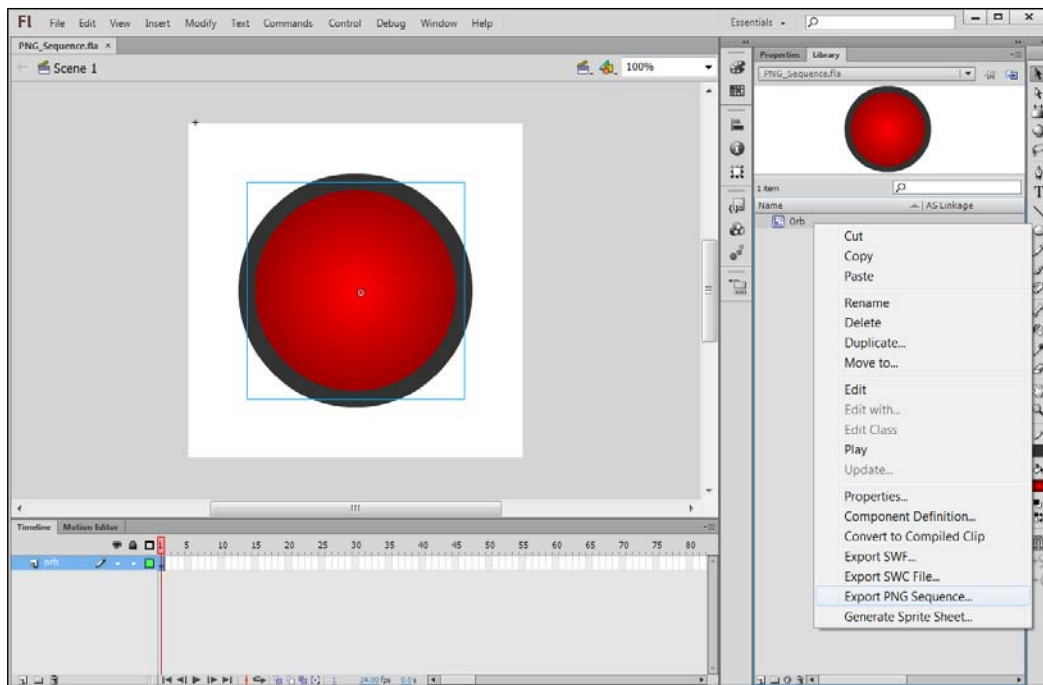 Fl File Edit View Insert Modify Text Commands Control Debug Window Help
Essentials
PNG_Sequence.fla ×
Scene 1
100%
Properties Library
PNG_Sequence.fla
1 item
Name AS Linkage
Orb
Cut
Copy
Paste
Rename
Delete
Duplicate...
Move to...
Edit
Edit with...
Edit Class
Play
Update...
Properties...
Component Definition...
Convert to Compiled Clip
Export SWF...
Export SWC File...
Export PNG Sequence...
Generate Sprite Sheet...
Timeline Motion Editor
1 5 10 15 20 25 30 35 40 45 50 55 60 65 70 75 80
orb
1 24.00 fps 0.0 s